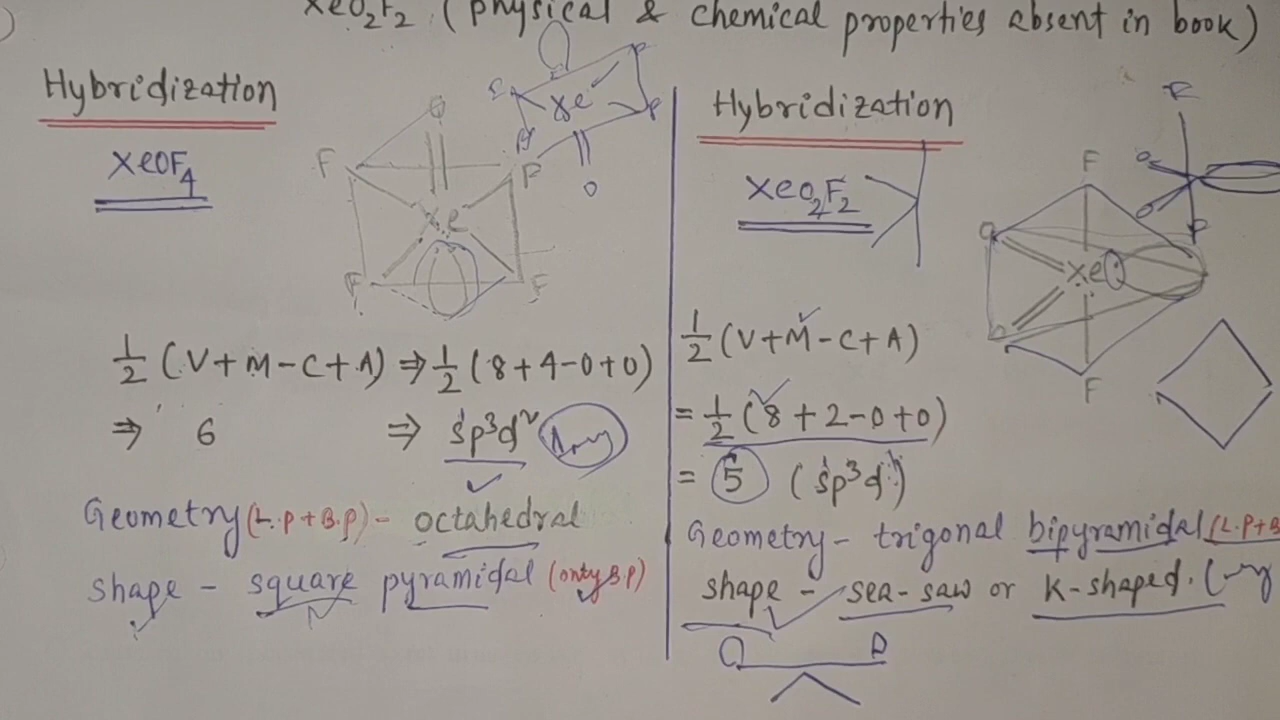 XeO₂F₂ (physical & chemical properties absent in book)
Hybridization
XeOF₄
O
F
F
Xe
F
F
F
Xe
F
O
½ (V+M-C+A) ⇒ ½ (8+4-0+0)
⇒ 6 ⇒ sp³d²
Geometry (L.P+B.P) - octahedral
shape - square pyramidal (only B.P)
Hybridization
XeO₂F₂
F
O
O
F
F
O
Xe
O
F
½ (V+M-C+A)
= ½ (8+2-0+0)
= 5 (sp³d¹)
Geometry - trigonal bipyramidal (L.P+B
shape - sea-saw or K-shaped.